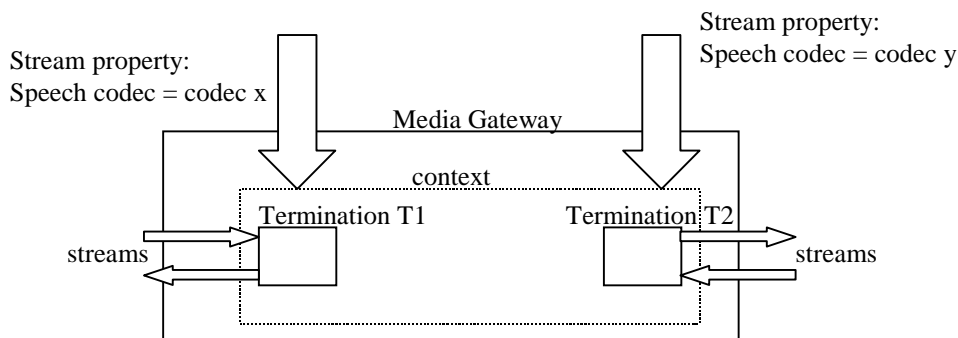 Stream property:
Speech codec = codec x
Stream property:
Speech codec = codec y
Media Gateway
context
Termination T1
Termination T2
streams
streams